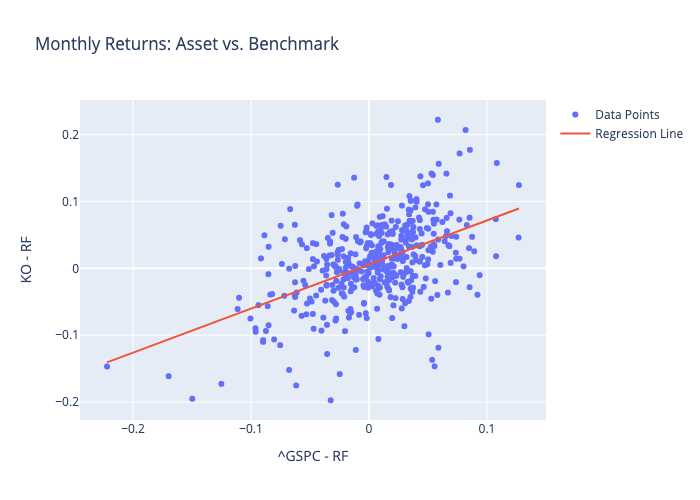 Monthly Returns: Asset vs. Benchmark
Data Points
Regression Line
0.2
0.1
0
−0.1
−0.2
KO - RF
−0.2
−0.1
0
0.1
^GSPC - RF